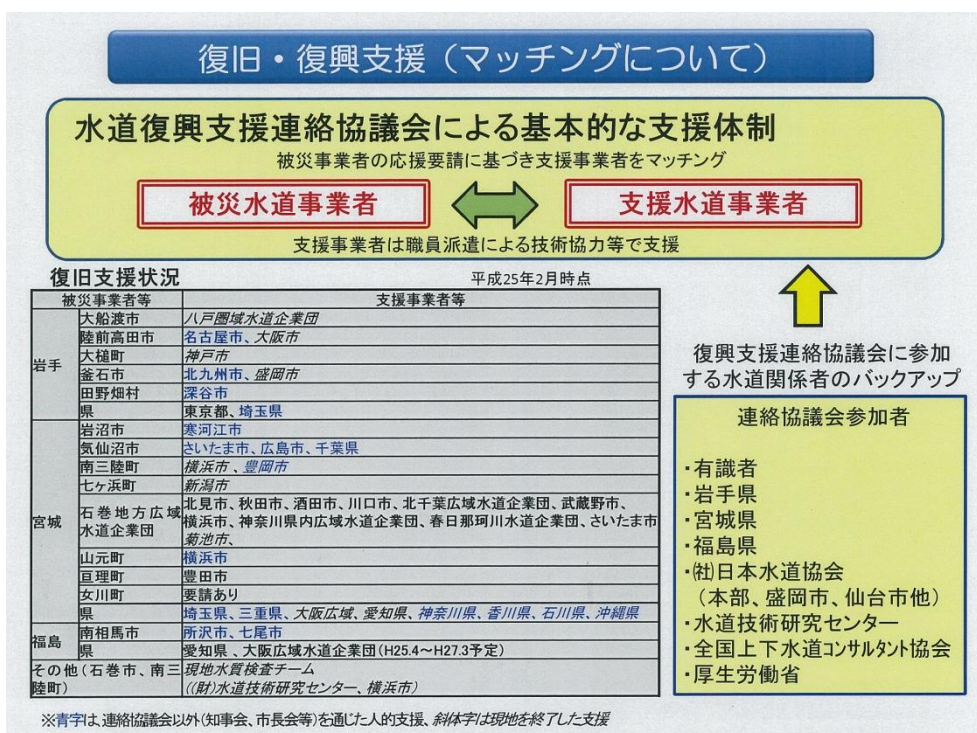 復旧・復興支援（マッチングについて）
水道復興支援連絡協議会による基本的な支援体制
被災事業者の応援要請に基づき支援事業者をマッチング
被災水道事業者
支援水道事業者
支援事業者は職員派遣による技術協力等で支援
復旧支援状況
平成25年2月時点
被災事業者等 支援事業者等
岩手
大船渡市 八戸圏域水道企業団
陸前高田市 名古屋市、大阪市
大槌町 神戸市
釜石市 北九州市、盛岡市
田野畑村 深谷市
県 東京都、埼玉県
宮城
岩沼市 寒河江市
気仙沼市 さいたま市、広島市、千葉県
南三陸町 横浜市、豊岡市
七ヶ浜町 新潟市
石巻地方広域
水道企業団
北見市、秋田市、酒田市、川口市、北千葉広域水道企業団、武蔵野市、
横浜市、神奈川県内広域水道企業団、春日那珂川水道企業団、さいたま市
菊池市、
山元町 横浜市
亘理町 豊田市
女川町 要請あり
県 埼玉県、三重県、大阪広域、愛知県、神奈川県、香川県、石川県、沖縄県
福島
南相馬市 所沢市、七尾市
県 愛知県、大阪広域水道企業団(H25.4～H27.3予定)
その他(石巻市、南三
陸町)
現地水質検査チーム
((財)水道技術研究センター、横浜市)
※青字は、連絡協議会以外(知事会、市長会等)を通じた人的支援、斜体字は現地を終了した支援
復興支援連絡協議会に参加
する水道関係者のバックアップ
連絡協議会参加者
・有識者
・岩手県
・宮城県
・福島県
・㈳日本水道協会
（本部、盛岡市、仙台市他）
・水道技術研究センター
・全国上下水道コンサルタント協会
・厚生労働省